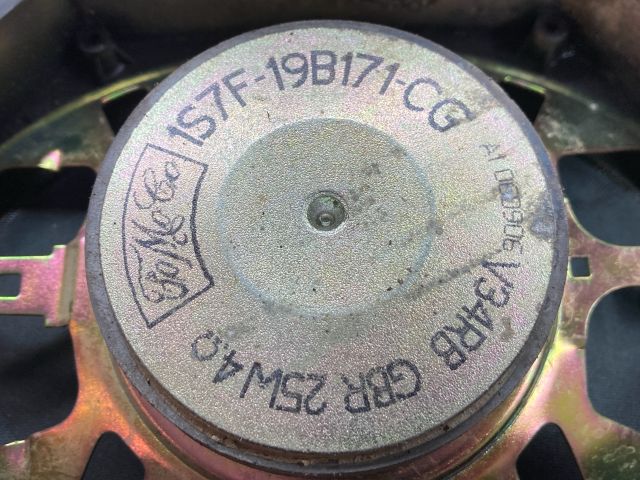 1S7F-19B171-CG
FoMoCo
V34RB GBR 25W 4Ω